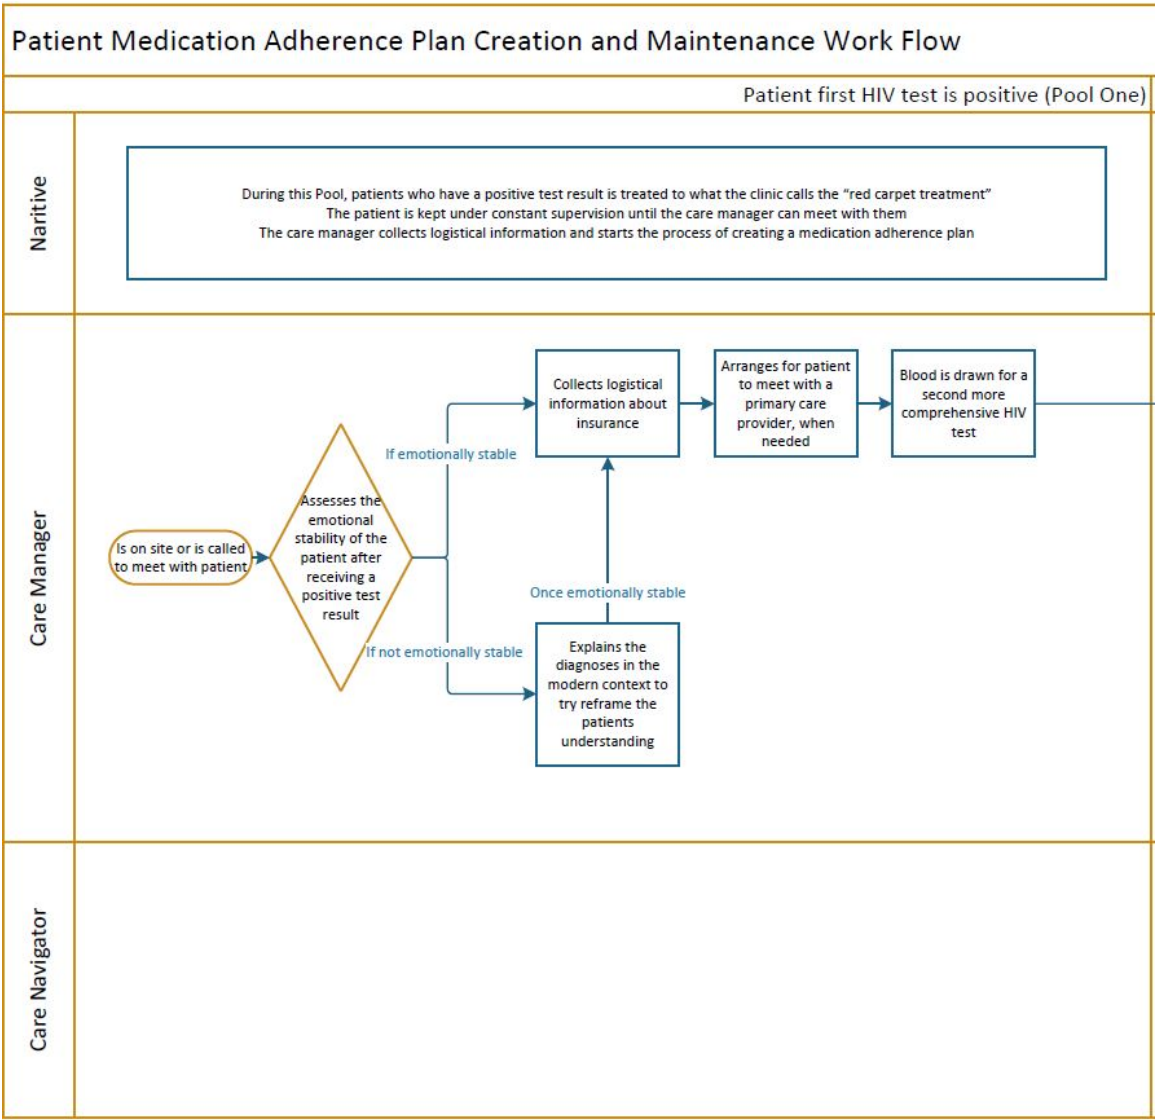 Patient Medication Adherence Plan Creation and Maintenance Work Flow
Patient first HIV test is positive (Pool One)
Naritive
During this Pool, patients who have a positive test result is treated to what the clinic calls the “red carpet treatment”
The patient is kept under constant supervision until the care manager can meet with them
The care manager collects logistical information and starts the process of creating a medication adherence plan
Care Manager
Is on site or is called
to meet with patient
Assesses the
emotional
stability of the
patient after
receiving a
positive test
result
If emotionally stable
If not emotionally stable
Collects logistical
information about
insurance
Once emotionally stable
Explains the
diagnoses in the
modern context to
try reframe the
patients
understanding
Arranges for patient
to meet with a
primary care
provider, when
needed
Blood is drawn for a
second more
comprehensive HIV
test
Care Navigator